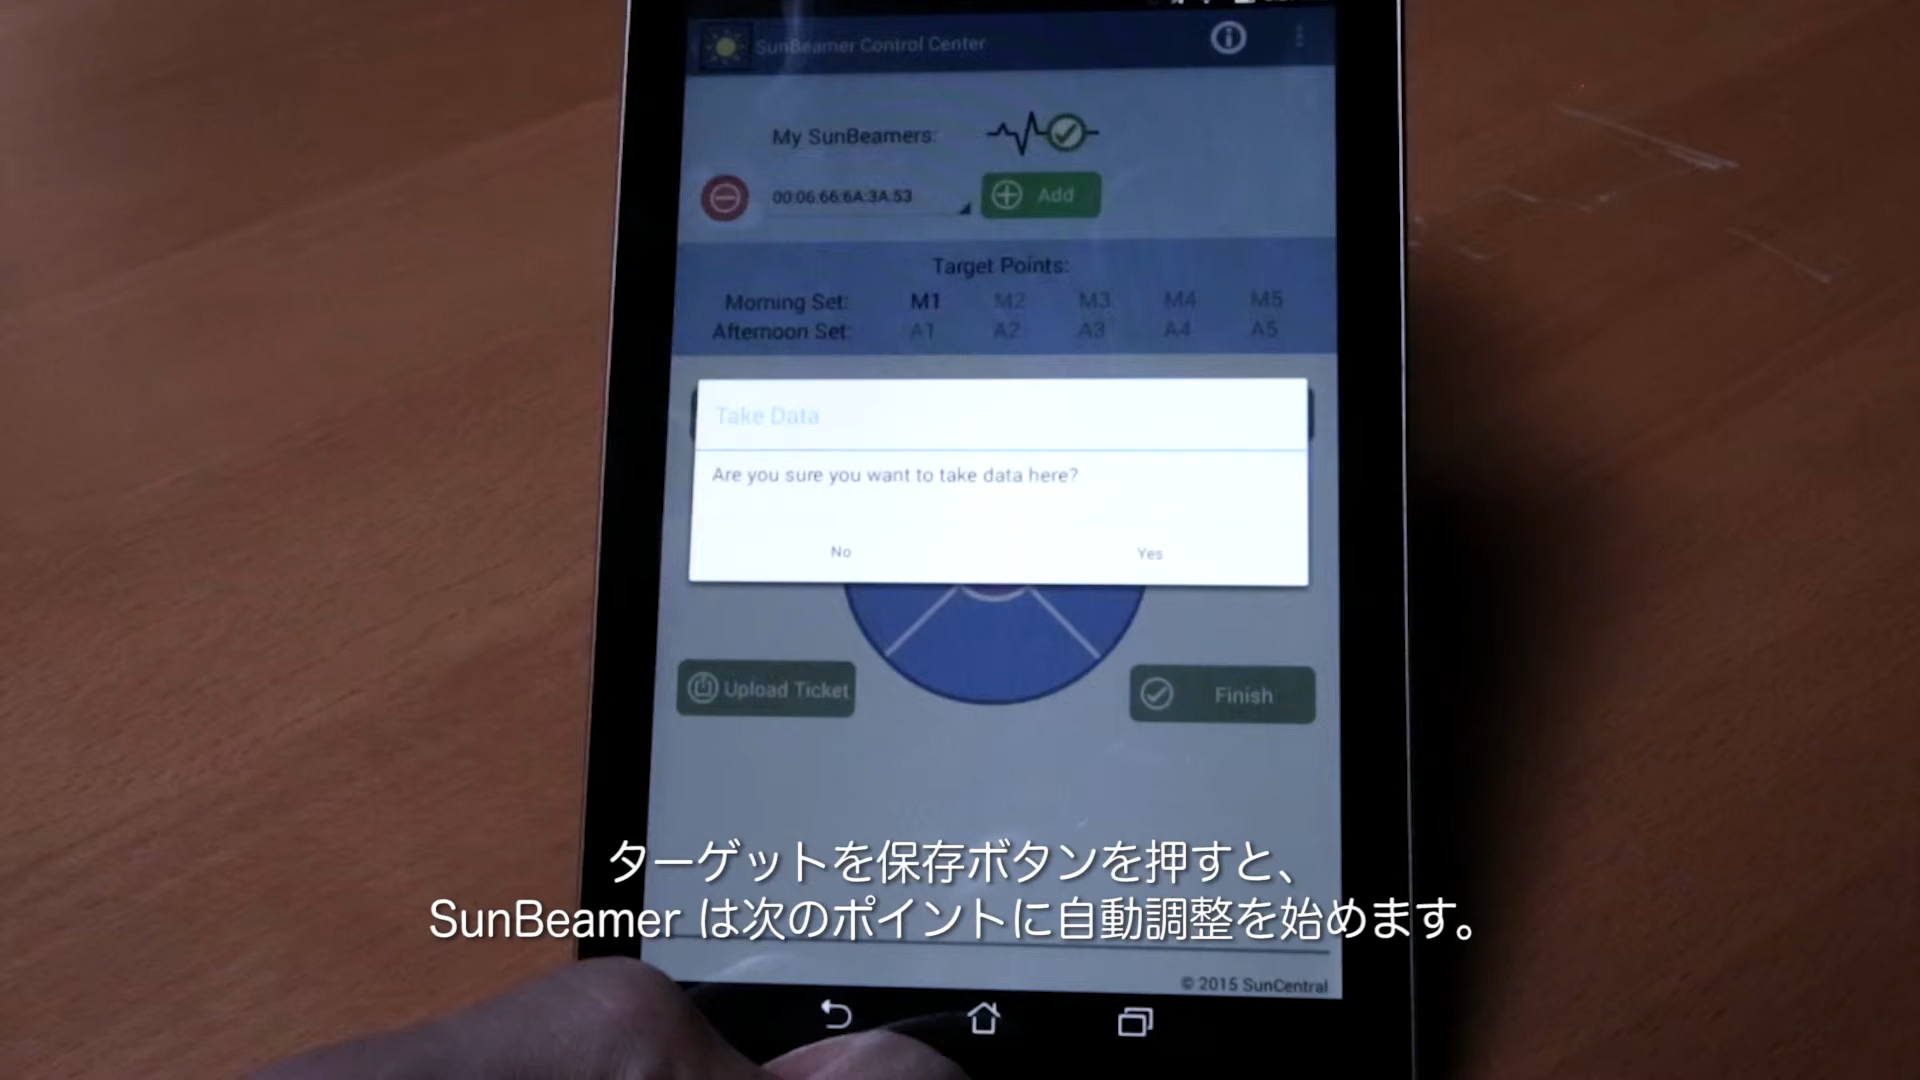 SunBeamer Control Center
My SunBeamers:
00:06:66:6A:3A:53
Add
Target Points:
Morning Set: M1 M2 M3 M4 M5
Afternoon Set: A1 A2 A3 A4 A5
Take Data
Are you sure you want to take data here?
No Yes
Upload Ticket
Finish
ターゲットを保存ボタンを押すと、
SunBeamer は次のポイントに自動調整を始めます。
© 2015 SunCentral